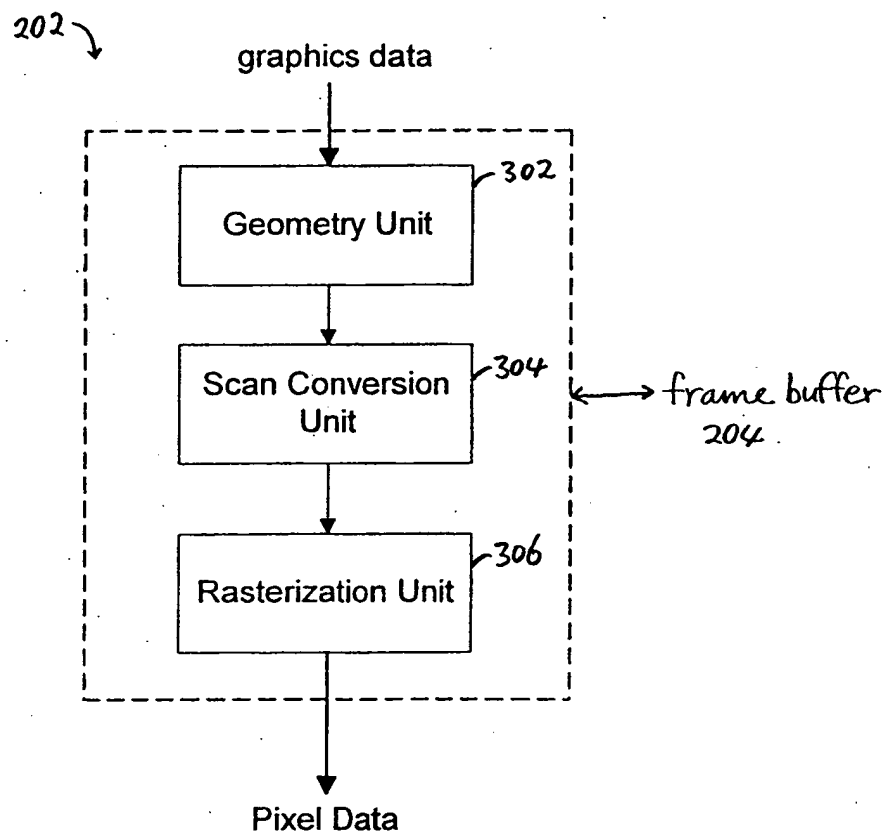 202
graphics data
302
Geometry Unit
304
Scan Conversion
Unit
frame buffer
204
306
Rasterization Unit
Pixel Data